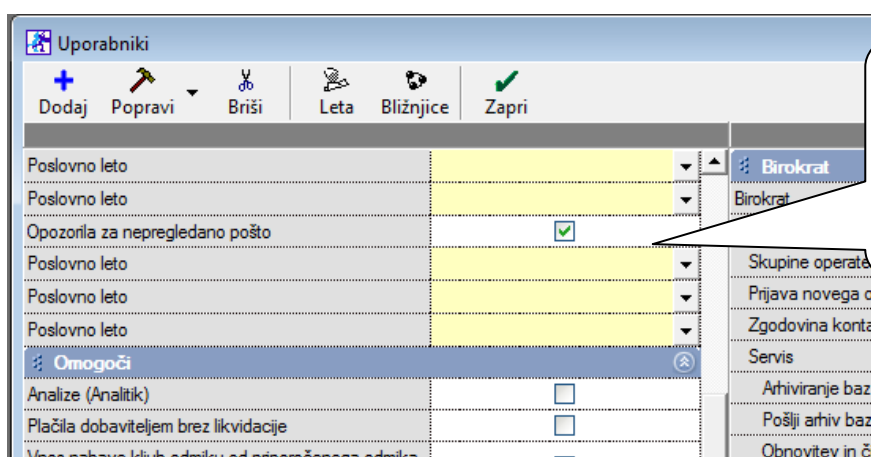 Uporabniki
Dodaj Popravi Briši Leta Bližnjice Zapri
Poslovno leto
Poslovno leto
Opozorila za nepregledano pošto
Poslovno leto
Poslovno leto
Poslovno leto
Omogoči
Analize (Analitik)
Plačila dobaviteljem brez likvidacije
Birokrat
Birokrat
Skupine operate
Prijava novega
Zgodovina konta
Servis
Arhiviranje baz
Pošlji arhiv baz
Obnovitev in č